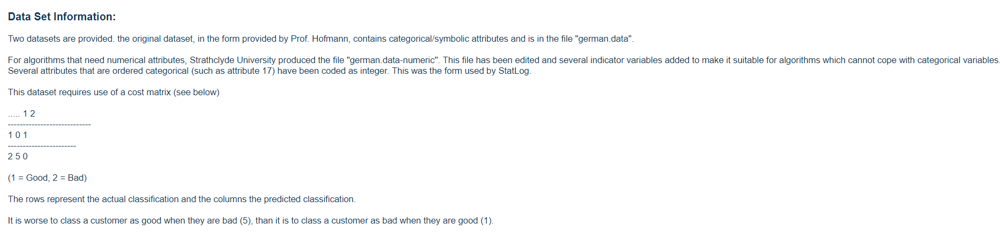 Data Set Information:
Two datasets are provided. the original dataset, in the form provided by Prof. Hofmann, contains categorical/symbolic attributes and is in the file "german.data".
For algorithms that need numerical attributes, Strathclyde University produced the file "german.data-numeric". This file has been edited and several indicator variables added to make it suitable for algorithms which cannot cope with categorical variables.
Several attributes that are ordered categorical (such as attribute 17) have been coded as integer. This was the form used by StatLog.
This dataset requires use of a cost matrix (see below)
..... 1 2
----------------------------
1 0 1
-----------------------
2 5 0
(1 = Good, 2 = Bad)
The rows represent the actual classification and the columns the predicted classification.
It is worse to class a customer as good when they are bad (5), than it is to class a customer as bad when they are good (1).